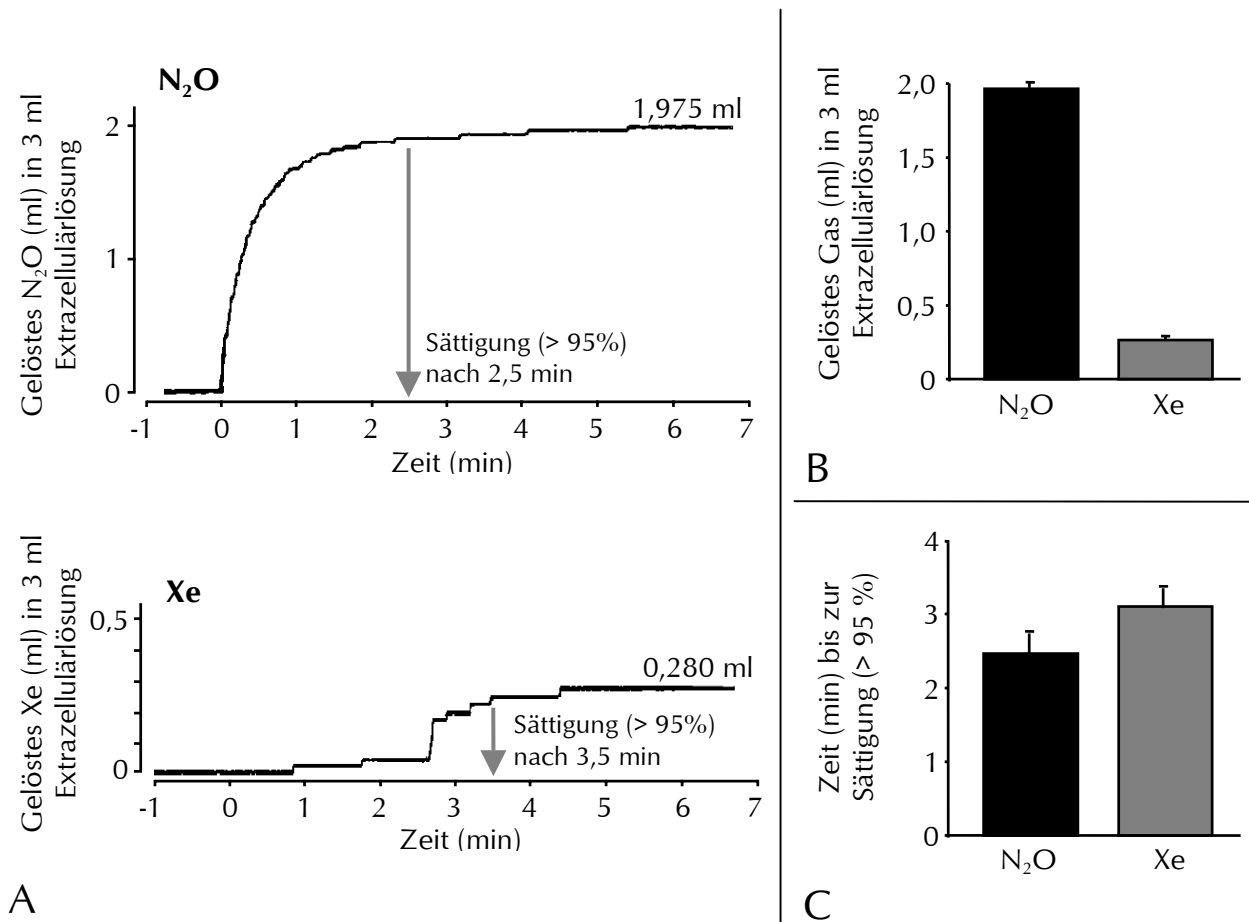 N₂O
Gelöstes N₂O (ml) in 3 ml
Extrazellulärlösung
2
1
0
1,975 ml
Sättigung (> 95%)
nach 2,5 min
-1 0 1 2 3 4 5 6 7
Zeit (min)
Xe
Gelöstes Xe (ml) in 3 ml
Extrazellulärlösung
0,5
0
0,280 ml
Sättigung (> 95%)
nach 3,5 min
-1 0 1 2 3 4 5 6 7
Zeit (min)
A
Gelöstes Gas (ml) in 3 ml
Extrazellulärlösung
2,0
1,5
1,0
0,5
0
N₂O Xe
B
Zeit (min) bis zur
Sättigung (> 95 %)
4
3
2
1
0
N₂O Xe
C